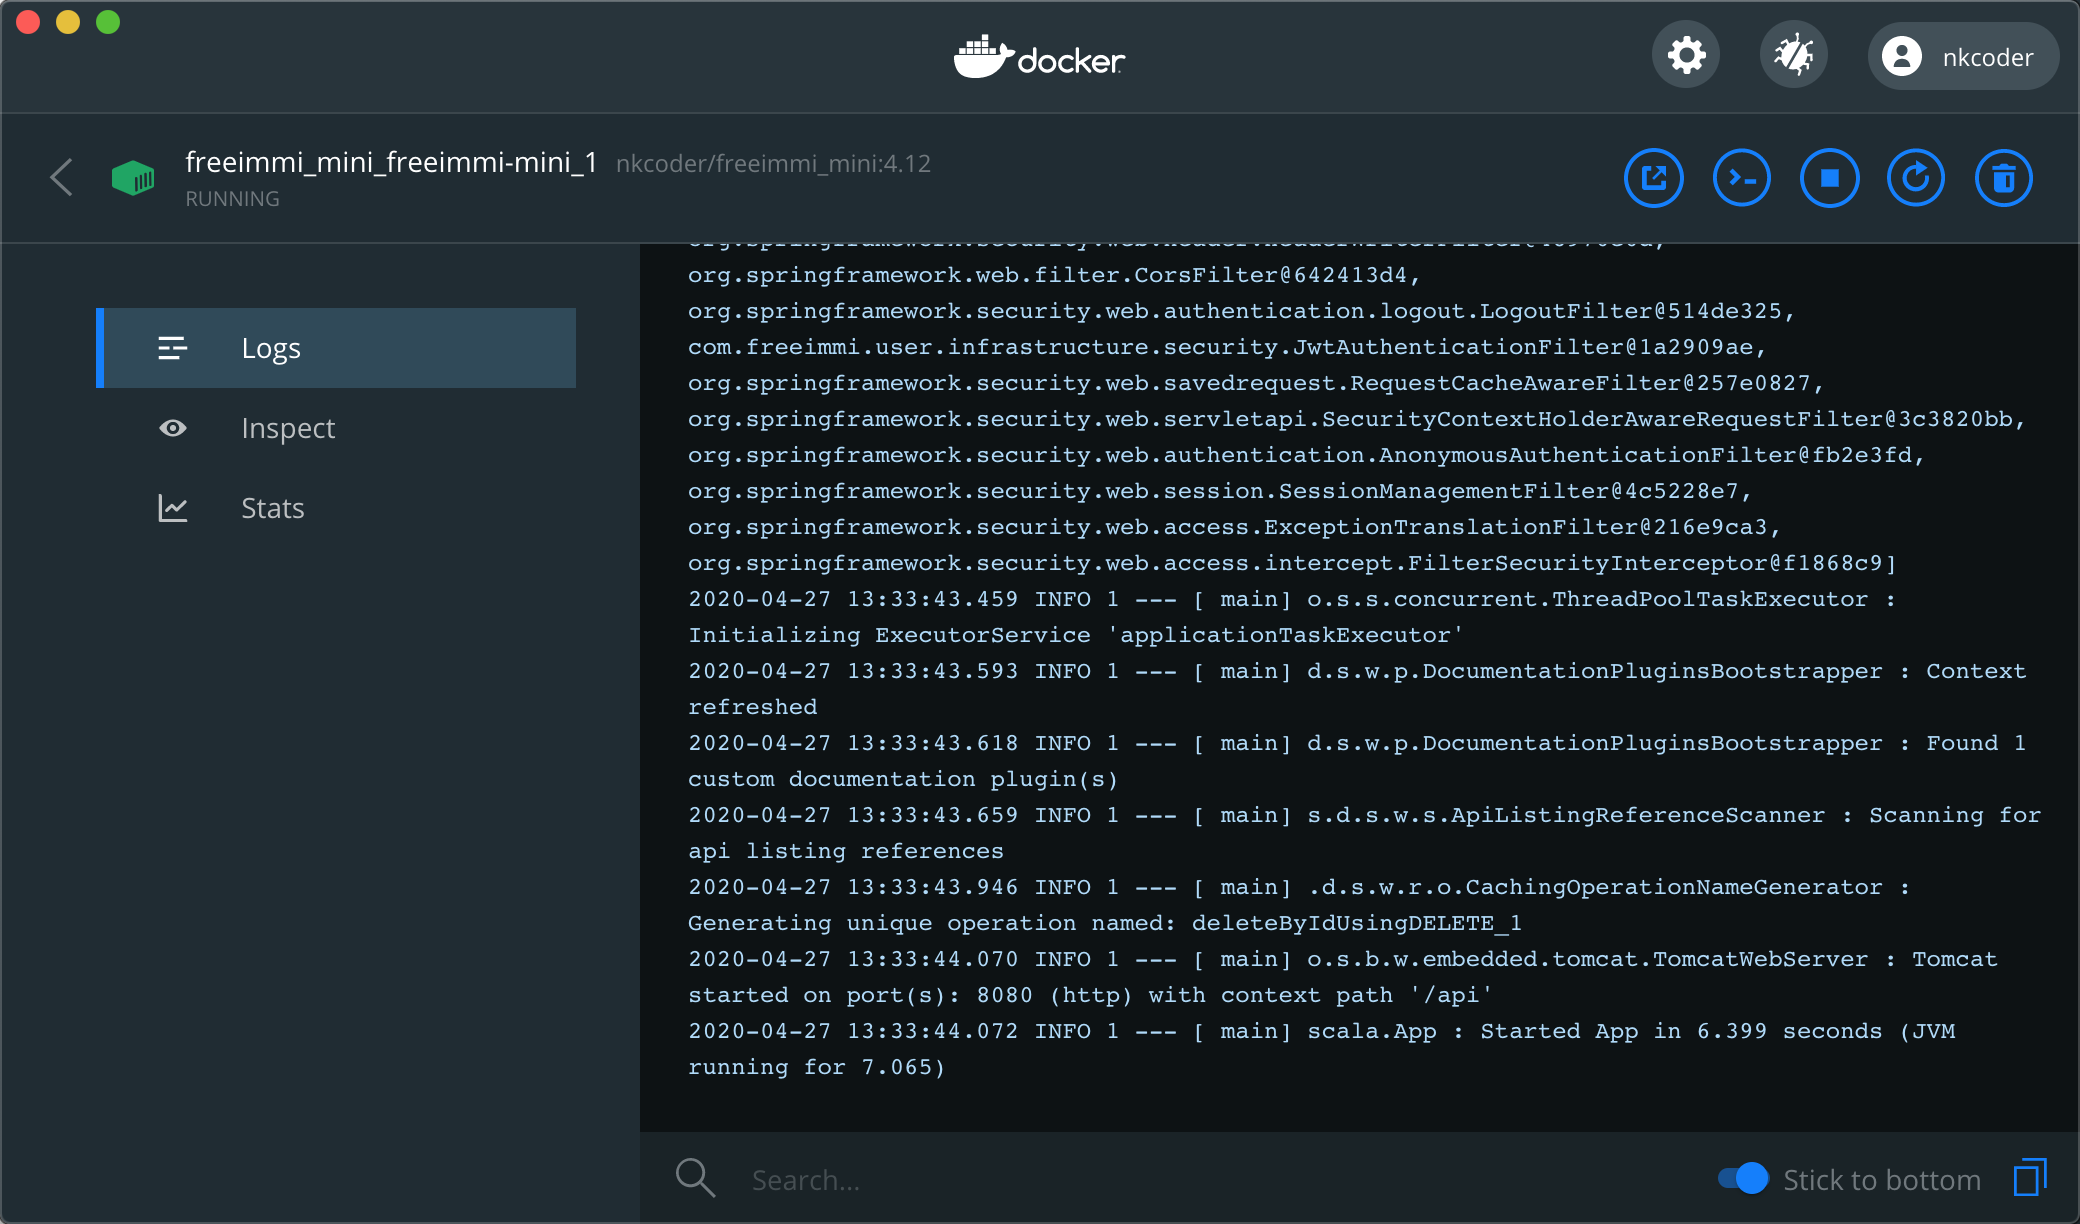 docker
nkcoder
freeimmi_mini_freeimmi-mini_1 nkcoder/freeimmi_mini:4.12
RUNNING
Logs
Inspect
Stats
org.springframework.web.filter.CorsFilter@642413d4,
org.springframework.security.web.authentication.logout.LogoutFilter@514de325,
com.freeimmi.user.infrastructure.security.JwtAuthenticationFilter@1a2909ae,
org.springframework.security.web.savedrequest.RequestCacheAwareFilter@257e0827,
org.springframework.security.web.servletapi.SecurityContextHolderAwareRequestFilter@3c3820bb,
org.springframework.security.web.authentication.AnonymousAuthenticationFilter@fb2e3fd,
org.springframework.security.web.session.SessionManagementFilter@4c5228e7,
org.springframework.security.web.access.ExceptionTranslationFilter@216e9ca3,
org.springframework.security.web.access.intercept.FilterSecurityInterceptor@f1868c9]
2020-04-27 13:33:43.459 INFO 1 --- [ main] o.s.s.concurrent.ThreadPoolTaskExecutor :
Initializing ExecutorService 'applicationTaskExecutor'
2020-04-27 13:33:43.593 INFO 1 --- [ main] d.s.w.p.DocumentationPluginsBootstrapper : Context
refreshed
2020-04-27 13:33:43.618 INFO 1 --- [ main] d.s.w.p.DocumentationPluginsBootstrapper : Found 1
custom documentation plugin(s)
2020-04-27 13:33:43.659 INFO 1 --- [ main] s.d.s.w.s.ApiListingReferenceScanner : Scanning for
api listing references
2020-04-27 13:33:43.946 INFO 1 --- [ main] .d.s.w.r.o.CachingOperationNameGenerator :
Generating unique operation named: deleteByIdUsingDELETE_1
2020-04-27 13:33:44.070 INFO 1 --- [ main] o.s.b.w.embedded.tomcat.TomcatWebServer : Tomcat
started on port(s): 8080 (http) with context path '/api'
2020-04-27 13:33:44.072 INFO 1 --- [ main] scala.App : Started App in 6.399 seconds (JVM
running for 7.065)
Search...
Stick to bottom